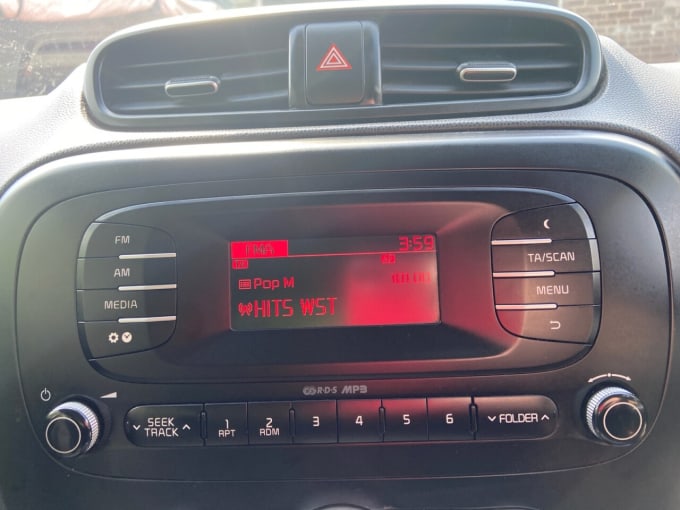 FMA 3:59
Pop M
HITS WST
FM
AM
MEDIA
TA/SCAN
MENU
R·D·S MP3
SEEK
TRACK
1
RPT
2
RDM
3
4
5
6
FOLDER